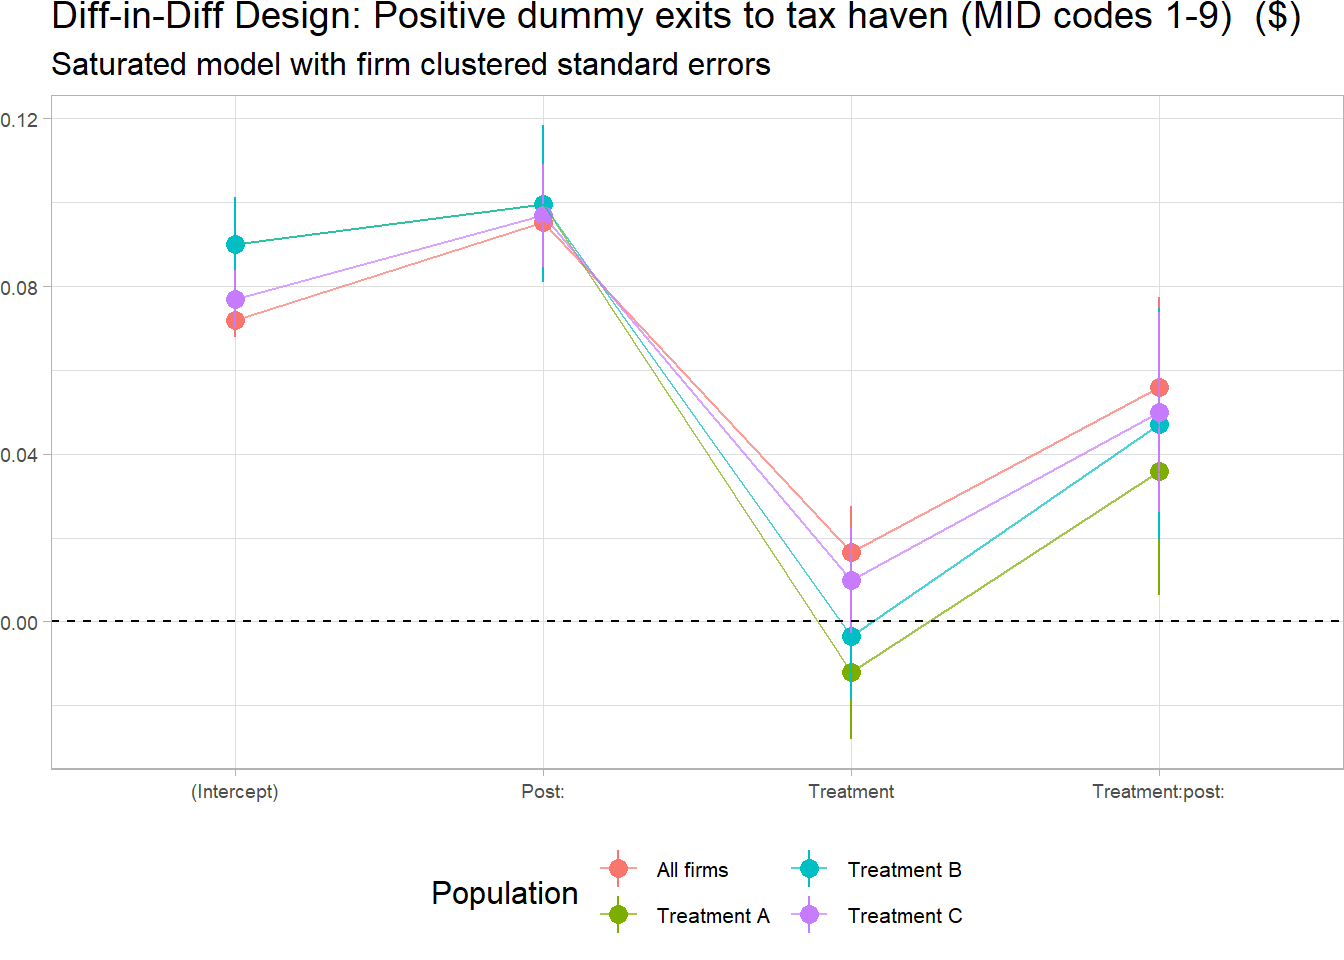 Diff-in-Diff Design: Positive dummy exits to tax haven (MID codes 1-9)  ($)
Saturated model with firm clustered standard errors
0.12
0.08
0.04
0.00
(Intercept) Post: Treatment Treatment:post:
Population
All firms
Treatment A
Treatment B
Treatment C